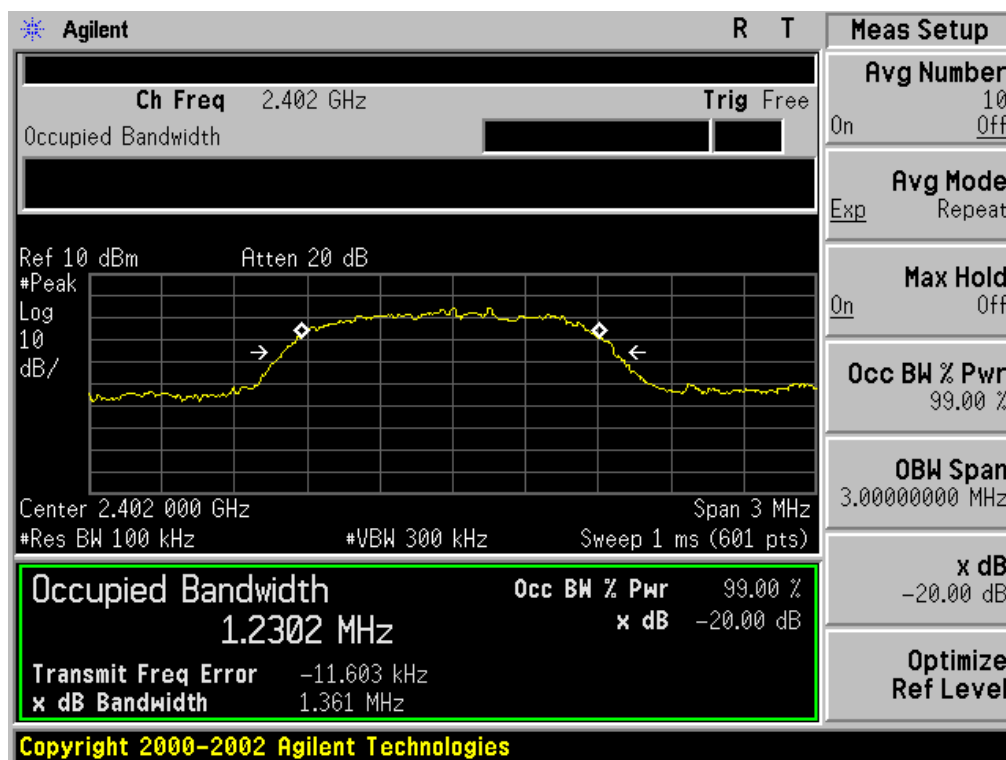 Agilent R T
Meas Setup
Ch Freq 2.402 GHz Trig Free
Occupied Bandwidth
Avg Number
10
On Off
Avg Mode
Exp Repeat
Ref 10 dBm Atten 20 dB
#Peak
Log
10
dB/
Max Hold
On Off
Occ BW % Pwr
99.00 %
OBW Span
3.00000000 MHz
Center 2.402 000 GHz Span 3 MHz
#Res BW 100 kHz #VBW 300 kHz Sweep 1 ms (601 pts)
x dB
-20.00 dB
Occupied Bandwidth Occ BW % Pwr 99.00 %
1.2302 MHz x dB -20.00 dB
Transmit Freq Error -11.603 kHz
x dB Bandwidth 1.361 MHz
Optimize
Ref Level
Copyright 2000-2002 Agilent Technologies